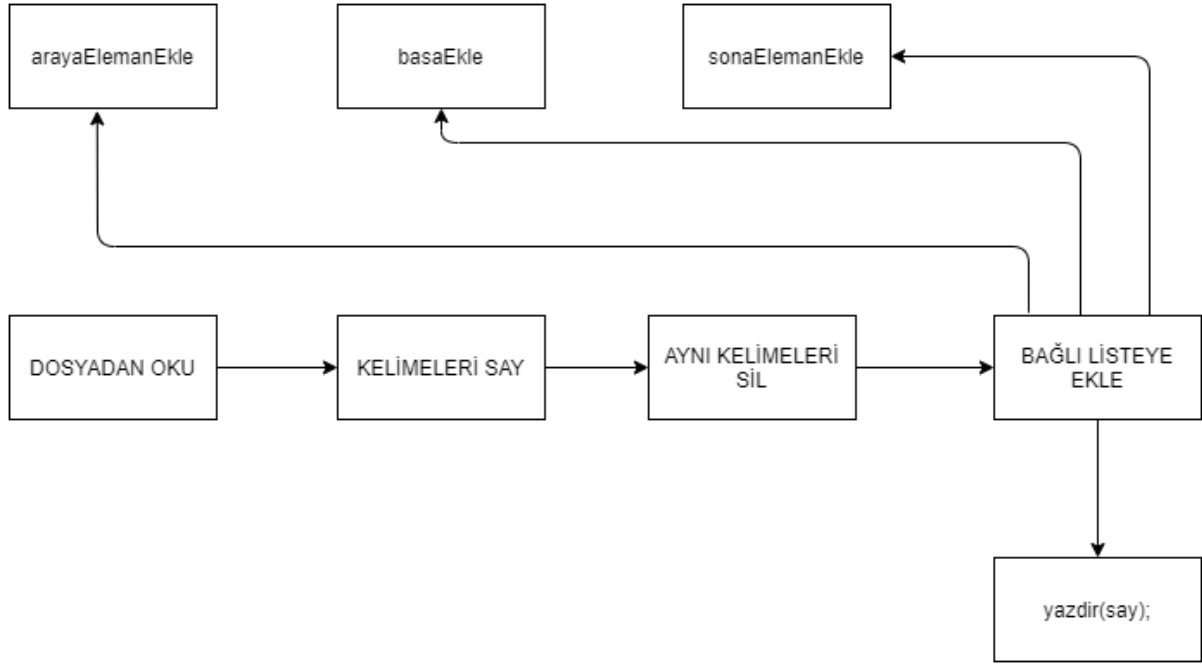 arayaElemanEkle
basaEkle
sonaElemanEkle
DOSYADAN OKU
KELİMELERİ SAY
AYNI KELİMELERİ
SİL
BAĞLI LİSTEYE
EKLE
yazdir(say);